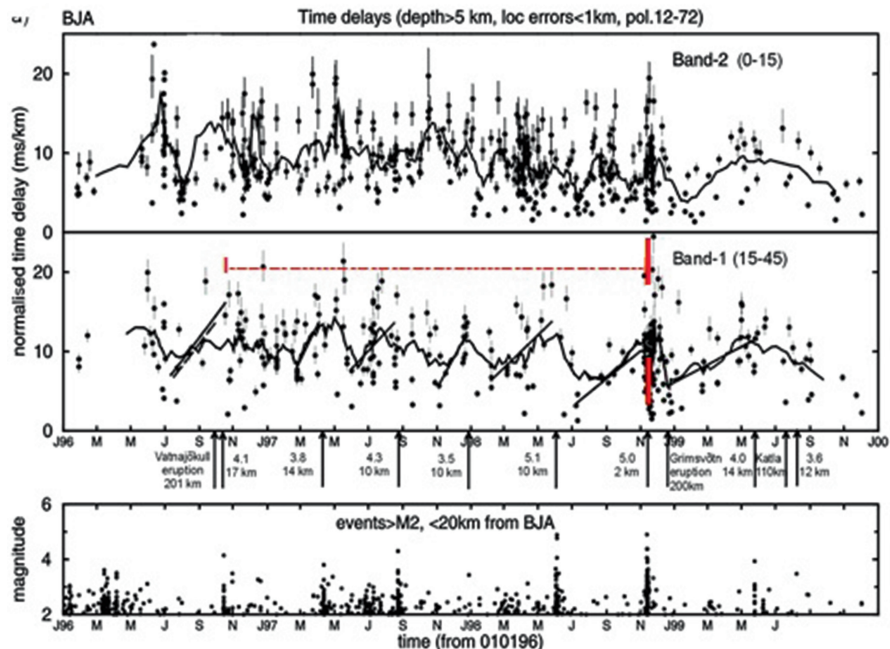 a) BJA Time delays (depth>5 km, loc errors<1km, pol.12-72)
normalised time delay (ms/km)
20
10
0
Band-2 (0-15)
20
10
0
Band-1 (15-45)
J96 M M J S N J97 M M J S N J98 M M J S N J99 M M J S N J00
Vatnajökull
eruption
201 km
4.1
17 km
3.8
14 km
4.3
10 km
3.5
10 km
5.1
10 km
5.0
2 km
Grimsvötn
eruption
200km
4.0
14 km
Katla
110km
3.6
12 km
events>M2, <20km from BJA
magnitude
6
4
2
J96 M M J S N J97 M M J S N J98 M M J S N J99 M M J
time (from 010196)